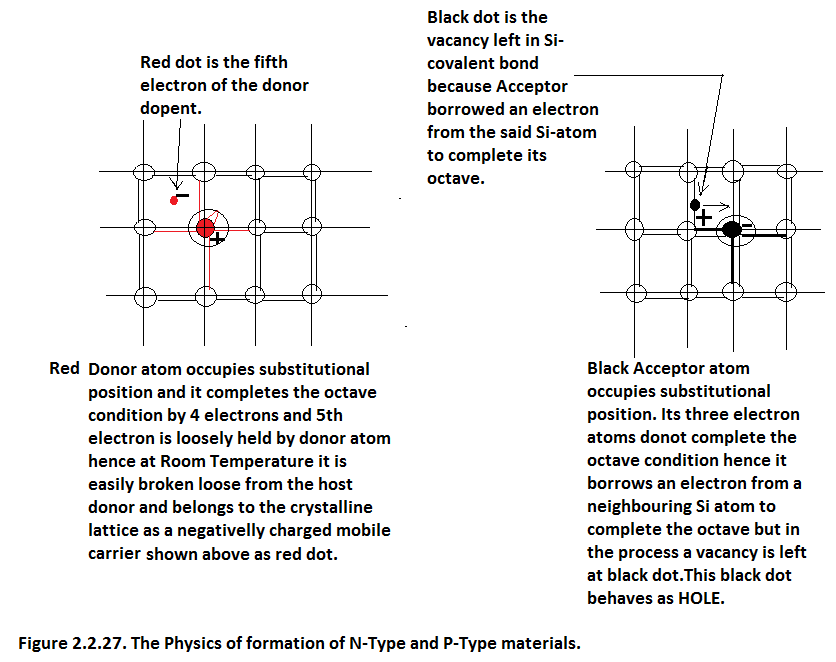 Red dot is the fifth
electron of the donor
dopent.
Black dot is the
vacancy left in Si-
covalent bond
because Acceptor
borrowed an electron
from the said Si-atom
to complete its
octave.
−
+
+
-
Red Donor atom occupies substitutional
position and it completes the octave
condition by 4 electrons and 5th
electron is loosely held by donor atom
hence at Room Temperature it is
easily broken loose from the host
donor and belongs to the crystalline
lattice as a negativelly charged mobile
carrier shown above as red dot.
Black Acceptor atom
occupies substitutional
position. Its three electron
atoms donot complete the
octave condition hence it
borrows an electron from a
neighbouring Si atom to
complete the octave but in
the process a vacancy is left
at black dot.This black dot
behaves as HOLE.
Figure 2.2.27. The Physics of formation of N-Type and P-Type materials.